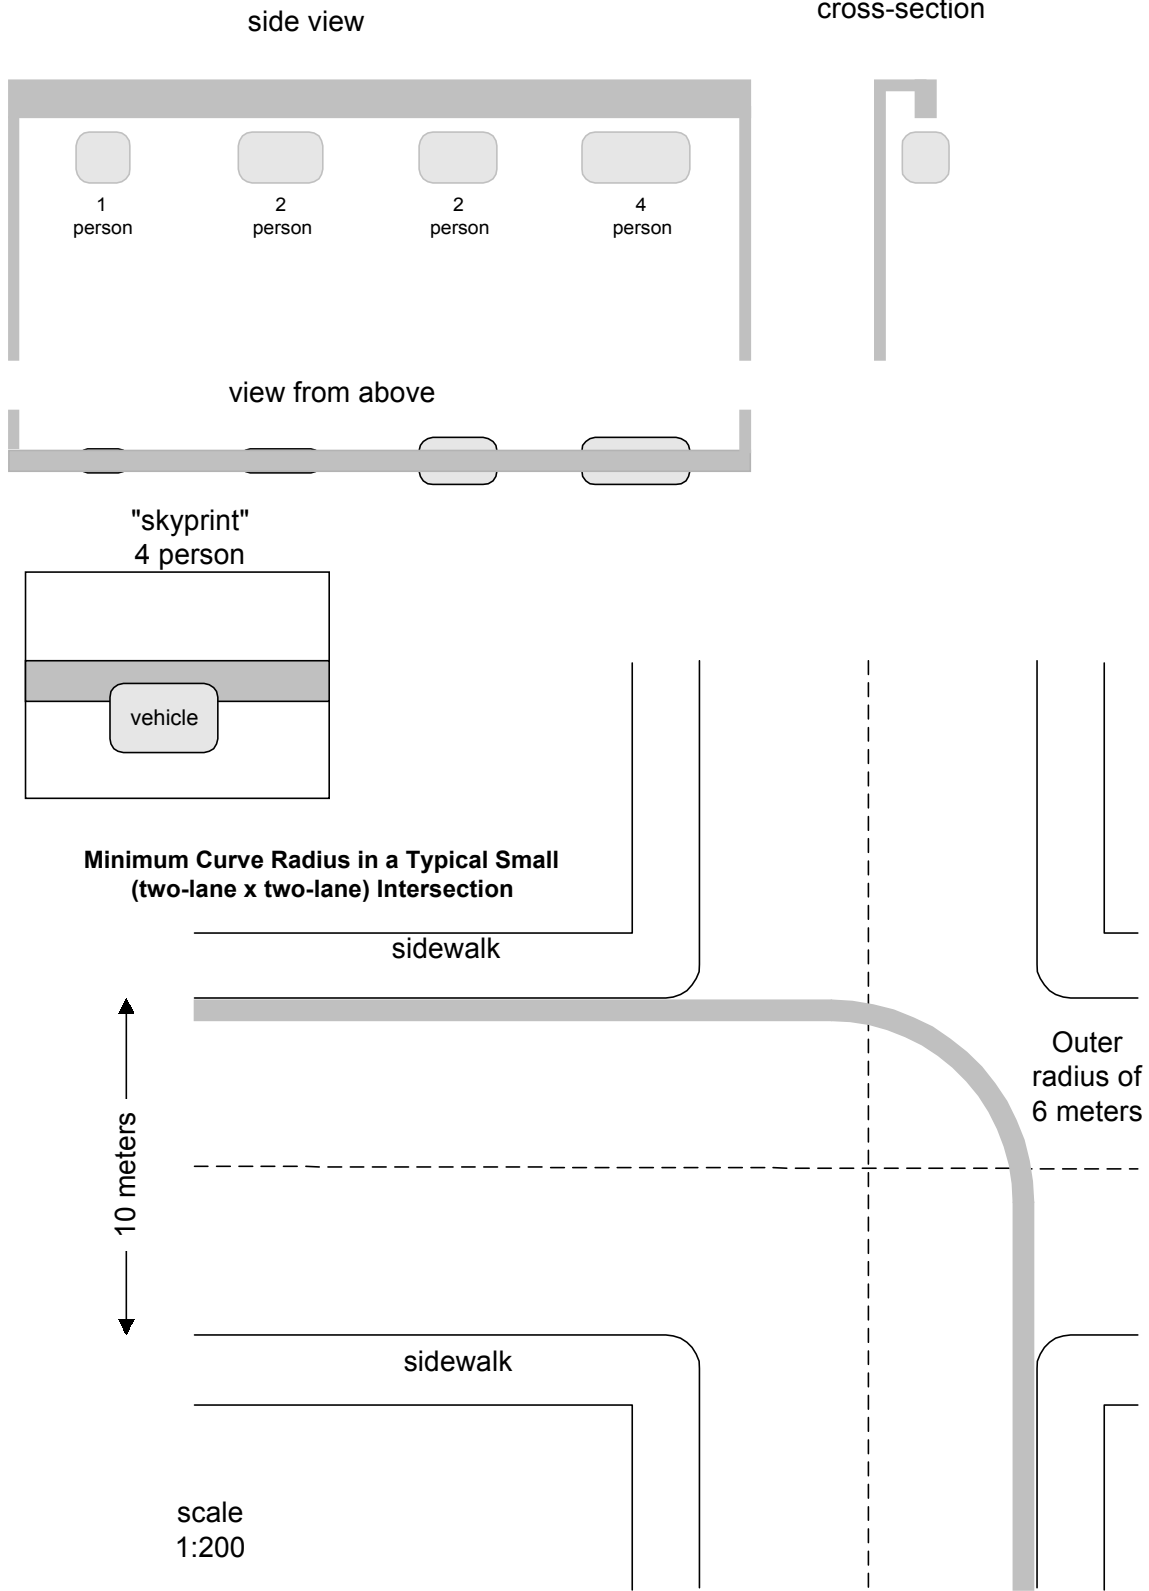 side view
cross-section
1
person
2
person
2
person
4
person
view from above
"skyprint"
4 person
vehicle
Minimum Curve Radius in a Typical Small
(two-lane x two-lane) Intersection
sidewalk
Outer
radius of
6 meters
10 meters
sidewalk
scale
1:200